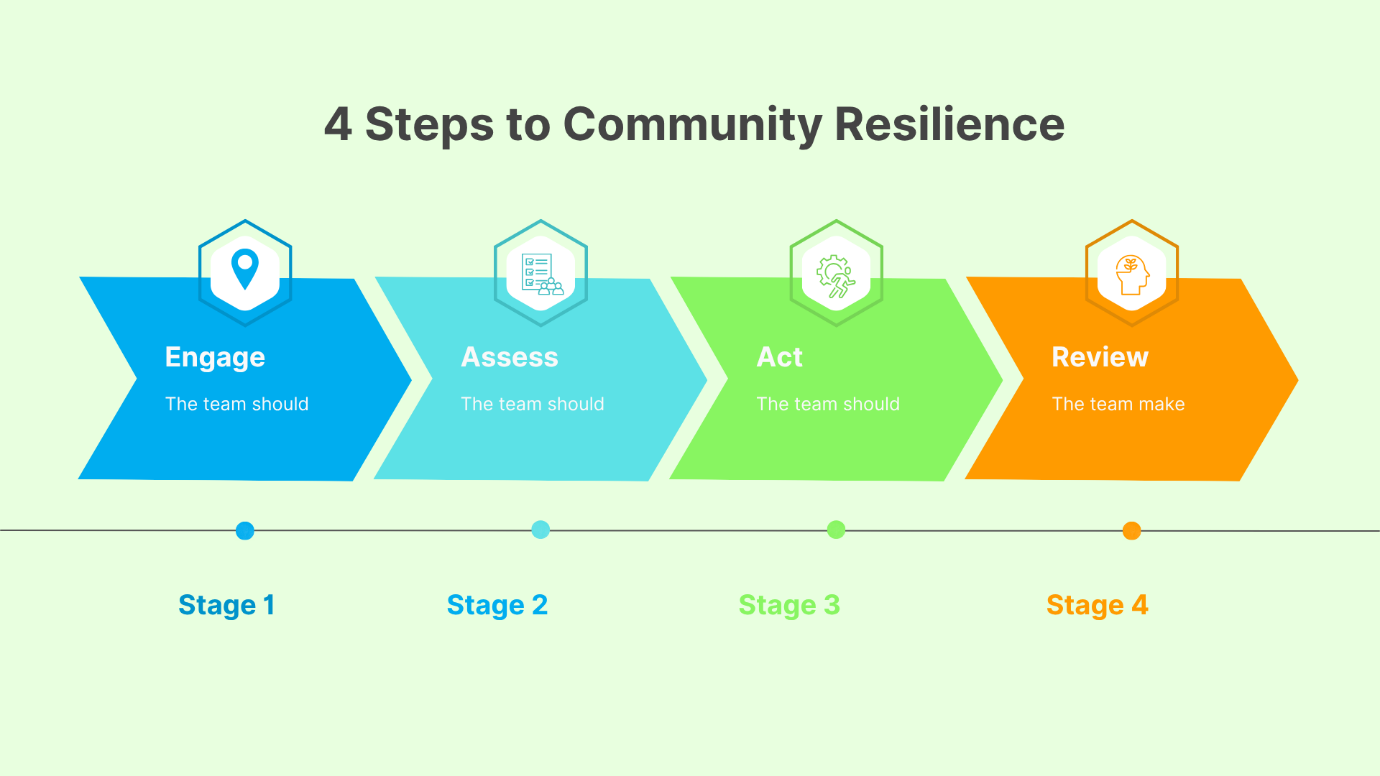 4 Steps to Community Resilience
Engage
The team should
Assess
The team should
Act
The team should
Review
The team make
Stage 1
Stage 2
Stage 3
Stage 4